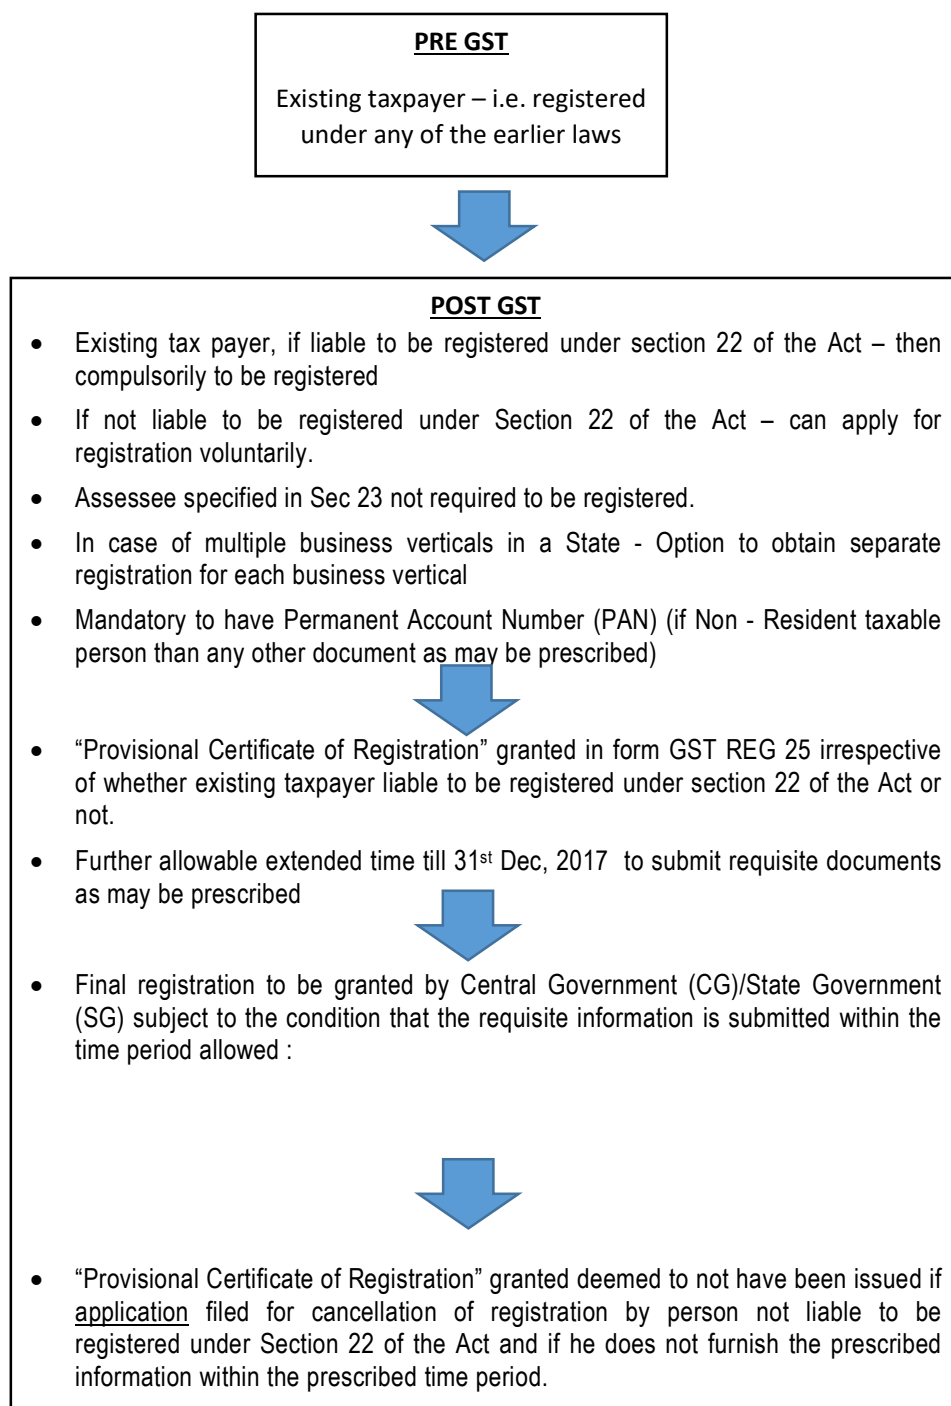 PRE GST
Existing taxpayer – i.e. registered
under any of the earlier laws
POST GST
• Existing tax payer, if liable to be registered under section 22 of the Act – then
compulsorily to be registered
• If not liable to be registered under Section 22 of the Act – can apply for
registration voluntarily.
• Assessee specified in Sec 23 not required to be registered.
• In case of multiple business verticals in a State - Option to obtain separate
registration for each business vertical
• Mandatory to have Permanent Account Number (PAN) (if Non - Resident taxable
person than any other document as may be prescribed)
• “Provisional Certificate of Registration” granted in form GST REG 25 irrespective
of whether existing taxpayer liable to be registered under section 22 of the Act or
not.
• Further allowable extended time till 31st Dec, 2017 to submit requisite documents
as may be prescribed
• Final registration to be granted by Central Government (CG)/State Government
(SG) subject to the condition that the requisite information is submitted within the
time period allowed :
• “Provisional Certificate of Registration” granted deemed to not have been issued if
application filed for cancellation of registration by person not liable to be
registered under Section 22 of the Act and if he does not furnish the prescribed
information within the prescribed time period.